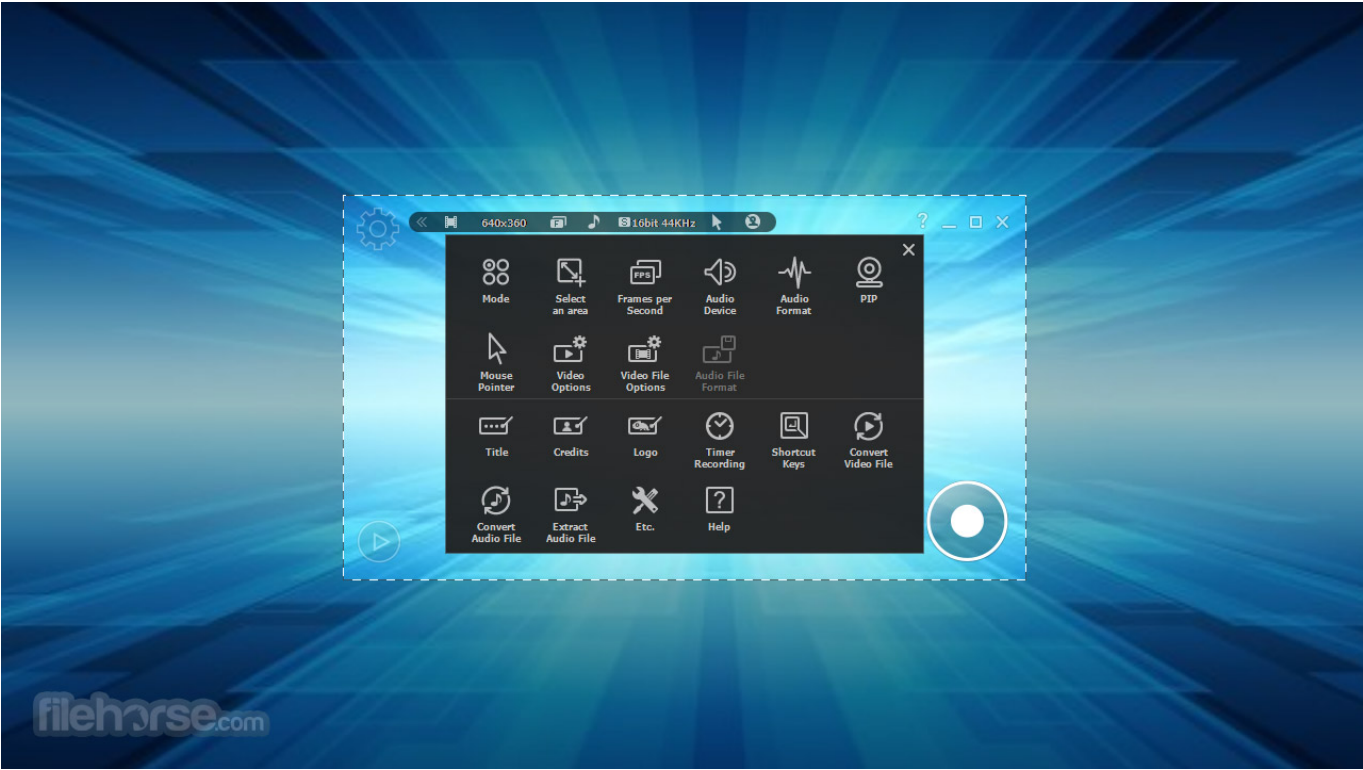 640x360 F S 16bit 44KHz ?
Mode
Select
an area
FPS
Frames per
Second
Audio
Device
Audio
Format
PIP
Mouse
Pointer
Video
Options
Video File
Options
Audio File
Format
Title
Credits
Logo
Timer
Recording
Shortcut
Keys
Convert
Video File
Convert
Audio File
Extract
Audio File
Etc.
?
Help
filehorse.com